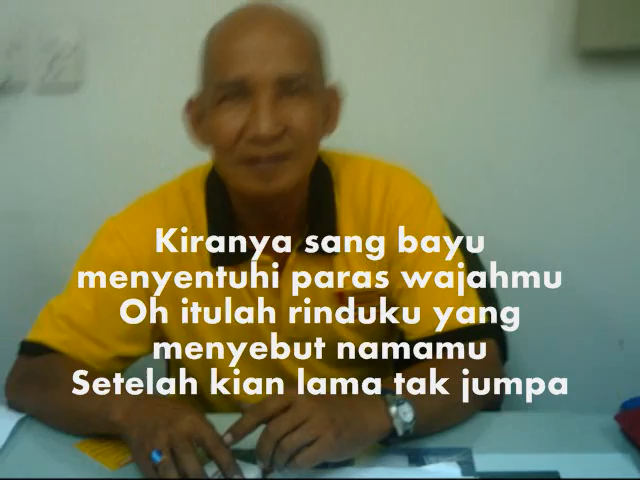 Kiranya sang bayu
menyentuhi paras wajahmu
Oh itulah rinduku yang
menyebut namamu
Setelah kian lama tak jumpa